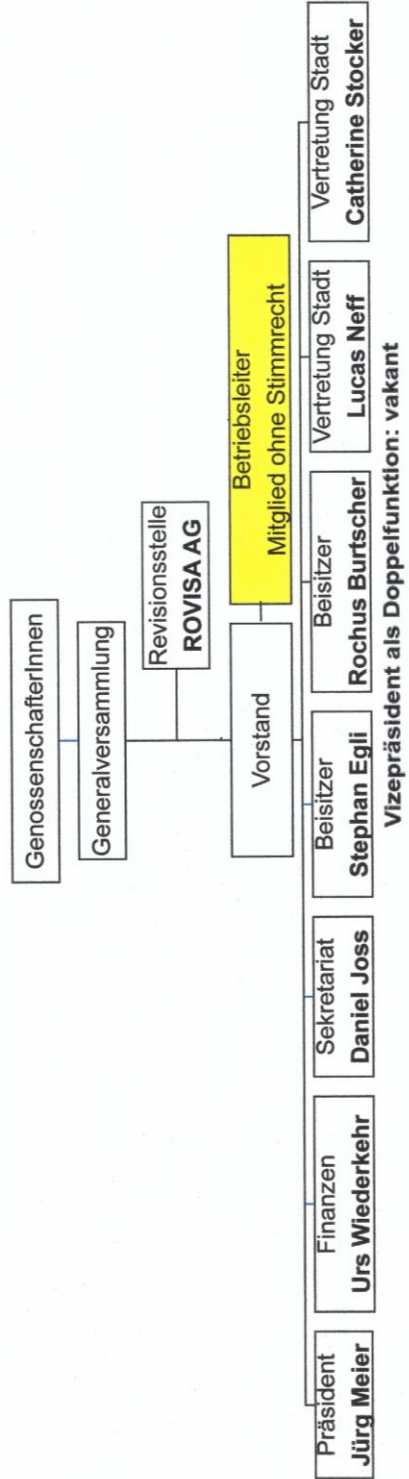 GenossenschafterInnen
Generalversammlung
Revisionsstelle
ROVISA AG
Vorstand
Betriebsleiter
Mitglied ohne Stimmrecht
Präsident
Jürg Meier
Finanzen
Urs Wiederkehr
Sekretariat
Daniel Joss
Beisitzer
Stephan Egli
Beisitzer
Rochus Burtscher
Vertretung Stadt
Lucas Neff
Vertretung Stadt
Catherine Stocker
Vizepräsident als Doppelfunktion: vakant